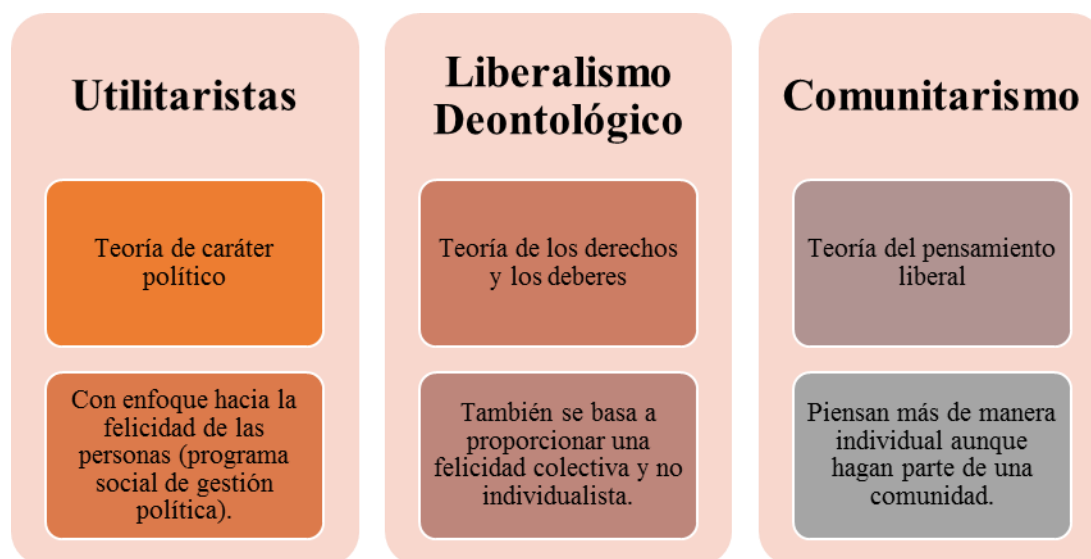 Utilitaristas
Teoría de caráter
político
Con enfoque hacia la
felicidad de las
personas (programa
social de gestión
política).
Liberalismo
Deontológico
Teoría de los derechos
y los deberes
También se basa a
proporcionar una
felicidad colectiva y no
individualista.
Comunitarismo
Teoría del pensamiento
liberal
Piensan más de manera
individual aunque
hagan parte de una
comunidad.